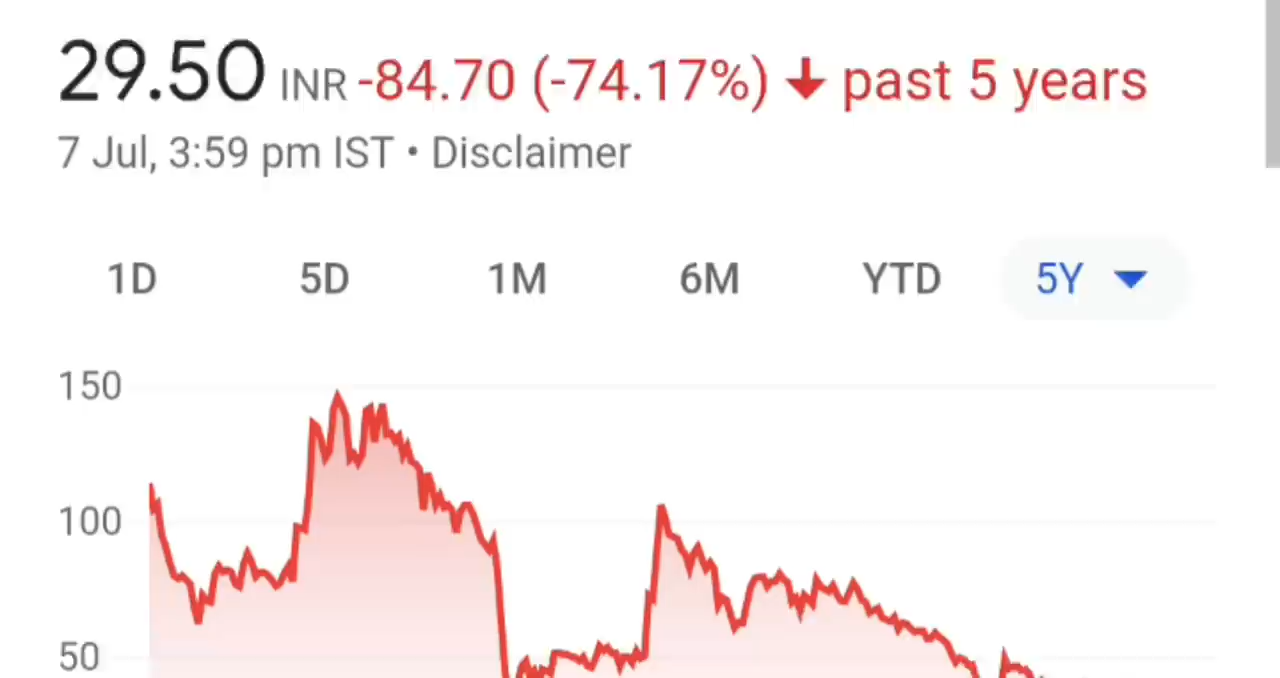 29.50 INR -84.70 (-74.17%) ↓ past 5 years
7 Jul, 3:59 pm IST • Disclaimer
1D 5D 1M 6M YTD 5Y
150
100
50